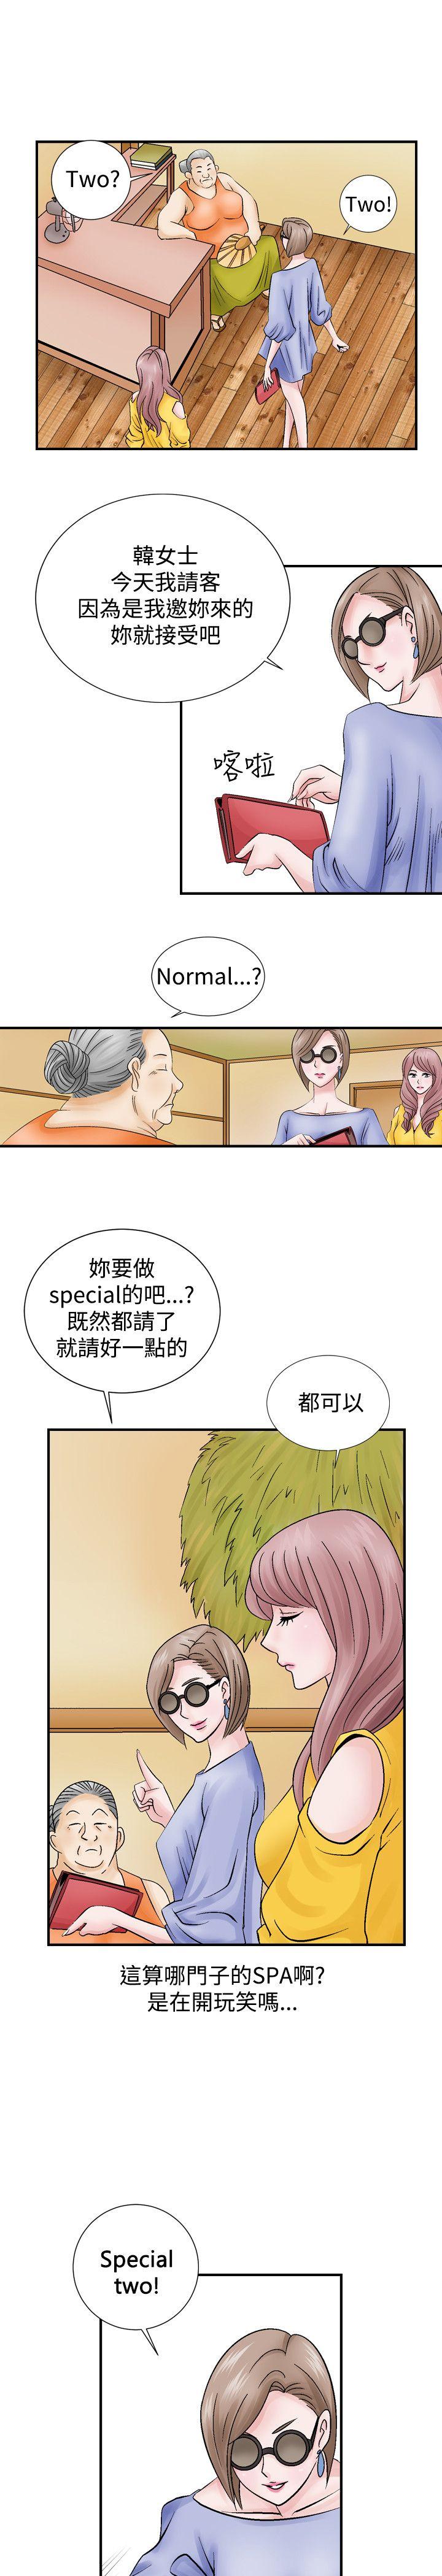 Two?
Two!
韓女士
今天我請客
因為是我邀妳來的
妳就接受吧
喀啦
Normal...?
妳要做
special的吧...?
既然都請了
就請好一點的
都可以
這算哪門子的SPA啊?
是在開玩笑嗎...
Special
two!